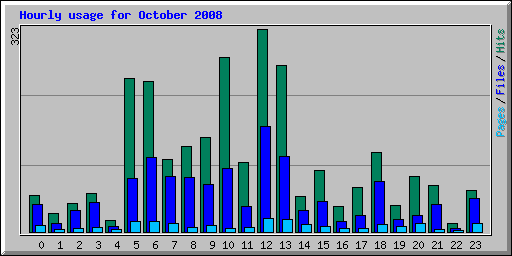 Hourly usage for October 2008
323
Pages / Files / Hits
0 1 2 3 4 5 6 7 8 9 10 11 12 13 14 15 16 17 18 19 20 21 22 23